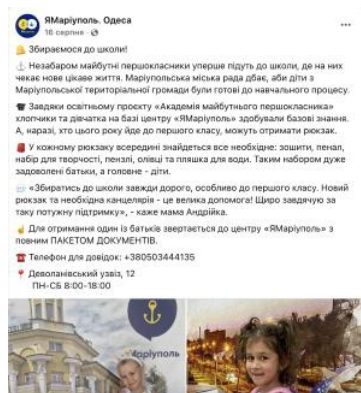 ЯМаріуполь. Одеса
16 серпня ·
Збираємося до школи!
Незабаром майбутні першокласники уперше підуть до школи, де на них
чекає нове цікаве життя. Маріупольська міська рада дбає, аби діти з
Маріупольської територіальної громади були готові до навчального процесу.
Завдяки освітньому проєкту «Академія майбутнього першокласника»
хлопчики та дівчатка на базі центру «ЯМаріуполь» здобували базові знання.
А, наразі, хто цього року йде до першого класу, можуть отримати рюкзак.
У кожному рюкзаку всередині знайдеться все необхідне: зошити, пенал,
набір для творчості, пензлі, олівці та пляшка для води. Таким набором дуже
задоволені батьки, а головне - діти.
«Збиратись до школи завжди дорого, особливо до першого класу. Новий
рюкзак та необхідна канцелярія - це велика допомога! Щиро завдячую за
таку потужну підтримку», - каже мама Андрійка.
Для отримання один із батьків звертається до центру «ЯМаріуполь» з
повним ПАКЕТОМ ДОКУМЕНТІВ.
Телефон для довідок: +380503444135
Деволанівський узвіз, 12
ПН-СБ 8:00-18:00
аріуполь